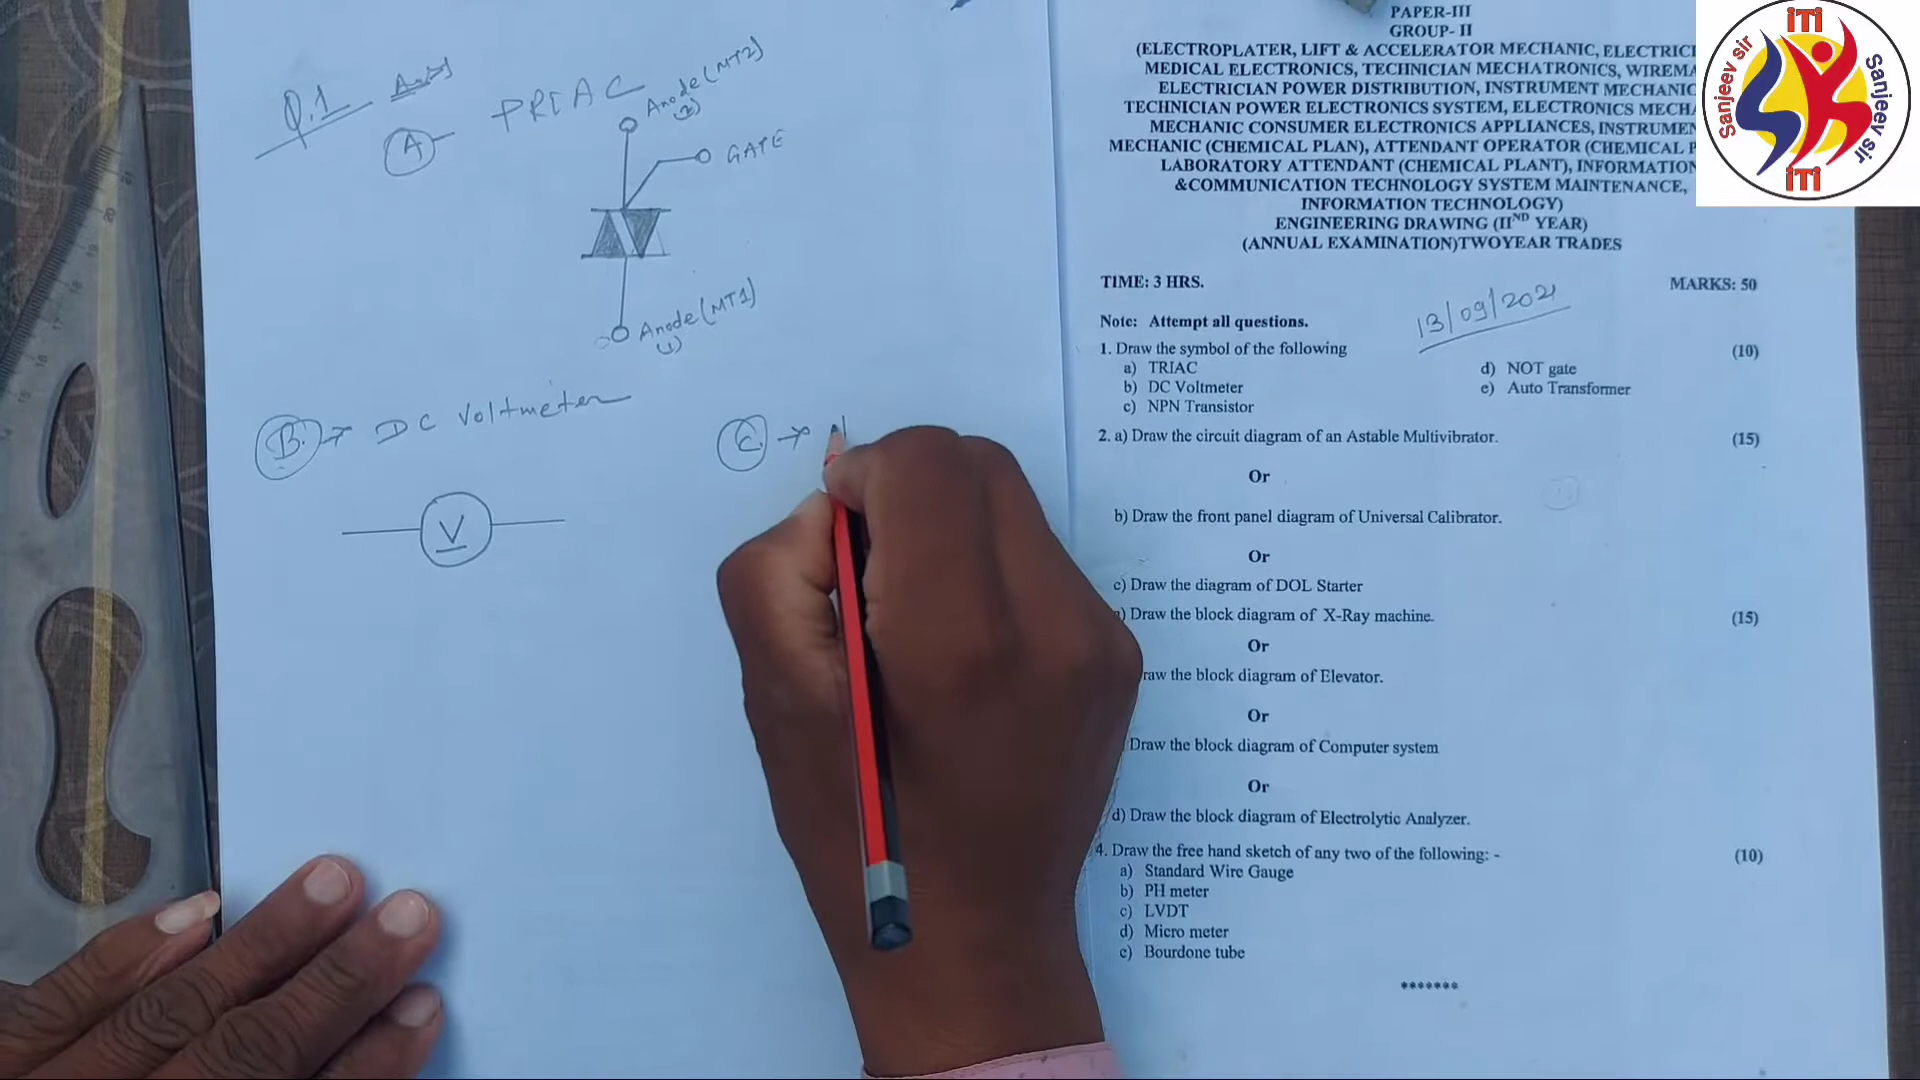 Q.1 Ans
A TRIAC
Anode (MT2)
(2)
GATE
Anode (MT1)
(1)
B. → DC Voltmeter
V
C. → N
PAPER-III
GROUP- II
(ELECTROPLATER, LIFT & ACCELERATOR MECHANIC, ELECTRICI
MEDICAL ELECTRONICS, TECHNICIAN MECHATRONICS, WIREMA
ELECTRICIAN POWER DISTRIBUTION, INSTRUMENT MECHANIC
TECHNICIAN POWER ELECTRONICS SYSTEM, ELECTRONICS MECHA
MECHANIC CONSUMER ELECTRONICS APPLIANCES, INSTRUMEN
MECHANIC (CHEMICAL PLAN), ATTENDANT OPERATOR (CHEMICAL P
LABORATORY ATTENDANT (CHEMICAL PLANT), INFORMATION
&COMMUNICATION TECHNOLOGY SYSTEM MAINTENANCE,
INFORMATION TECHNOLOGY)
ENGINEERING DRAWING (IIND YEAR)
(ANNUAL EXAMINATION)TWOYEAR TRADES
TIME: 3 HRS. MARKS: 50
13/09/2021
Note: Attempt all questions.
1. Draw the symbol of the following (10)
a) TRIAC d) NOT gate
b) DC Voltmeter e) Auto Transformer
c) NPN Transistor
2. a) Draw the circuit diagram of an Astable Multivibrator. (15)
Or
b) Draw the front panel diagram of Universal Calibrator.
Or
c) Draw the diagram of DOL Starter
) Draw the block diagram of X-Ray machine. (15)
Or
raw the block diagram of Elevator.
Or
Draw the block diagram of Computer system
Or
d) Draw the block diagram of Electrolytic Analyzer.
4. Draw the free hand sketch of any two of the following: - (10)
a) Standard Wire Gauge
b) PH meter
c) LVDT
d) Micro meter
e) Bourdone tube
*******
iTi
Sanjeev sir
Sanjeev sir
iTi